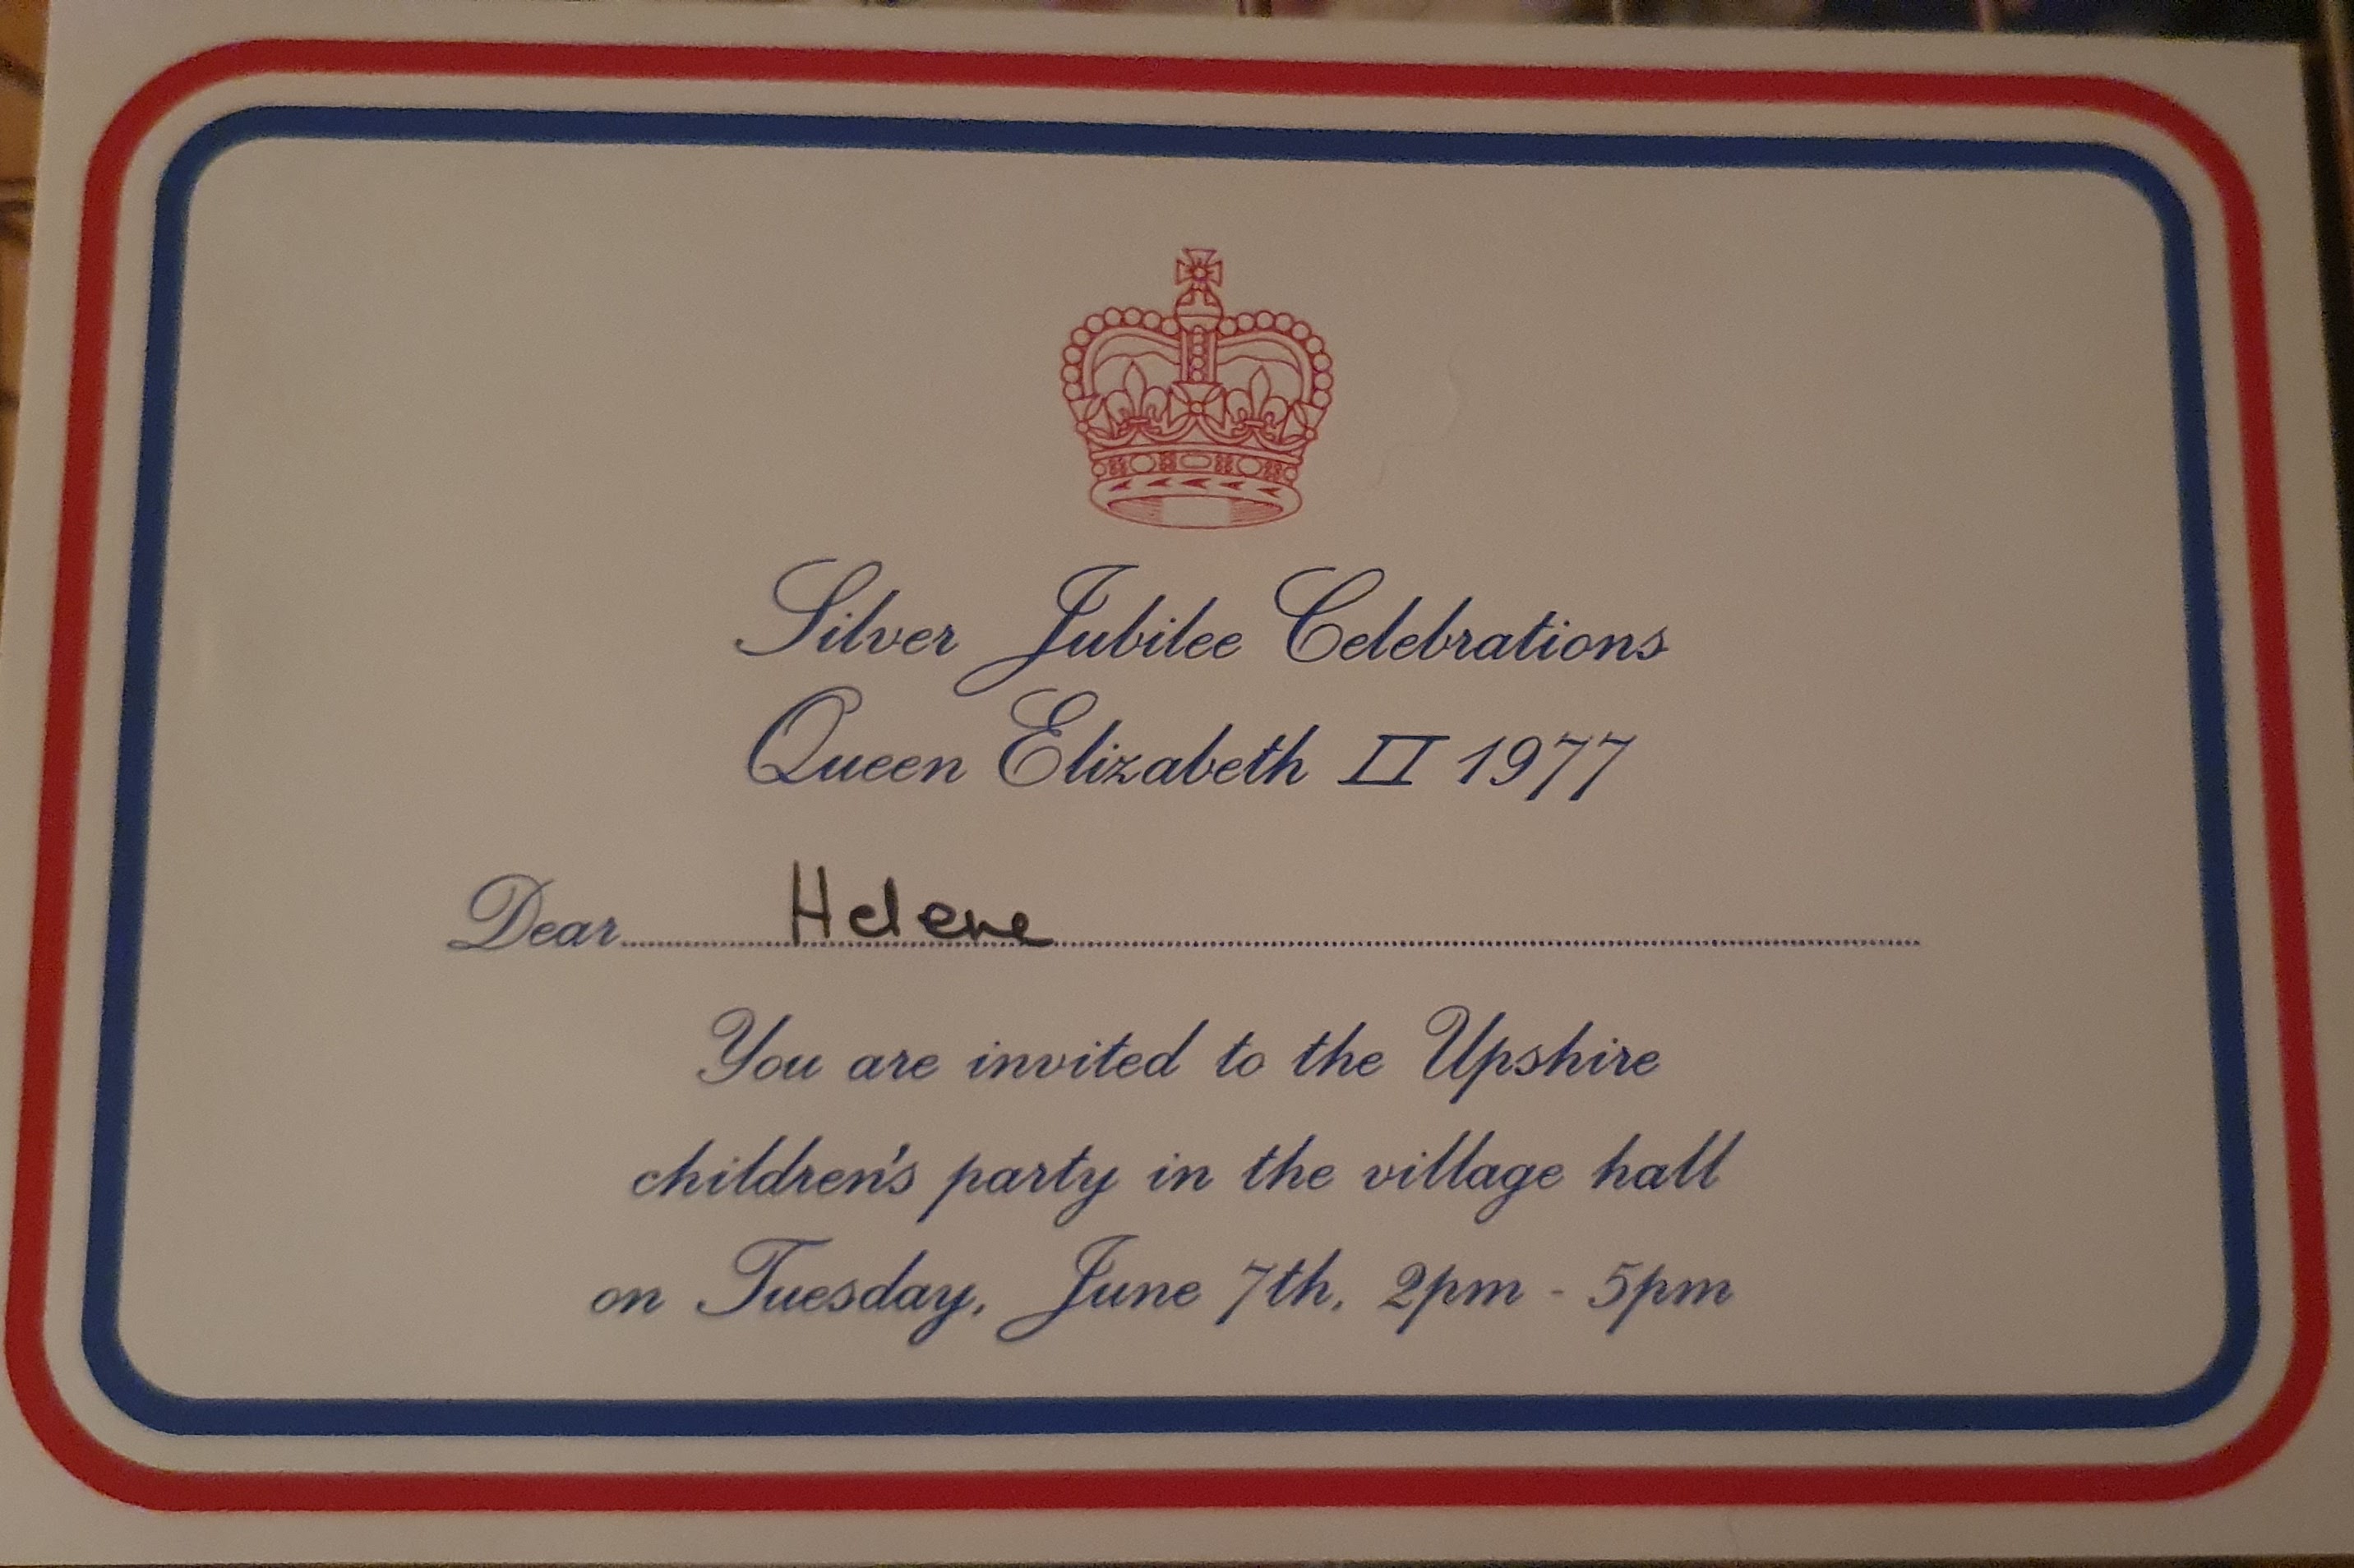 Silver Jubilee Celebrations
Queen Elizabeth II 1977
Dear Helene
You are invited to the Upshire
children's party in the village hall
on Tuesday, June 7th, 2pm - 5pm